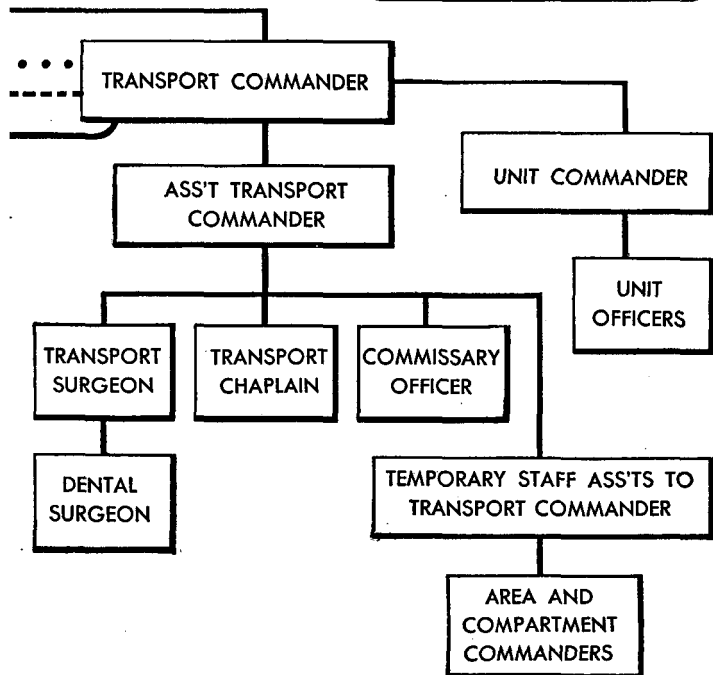 TRANSPORT COMMANDER
ASS'T TRANSPORT
COMMANDER
UNIT COMMANDER
UNIT
OFFICERS
TRANSPORT
SURGEON
TRANSPORT
CHAPLAIN
COMMISSARY
OFFICER
DENTAL
SURGEON
TEMPORARY STAFF ASS'TS TO
TRANSPORT COMMANDER
AREA AND
COMPARTMENT
COMMANDERS